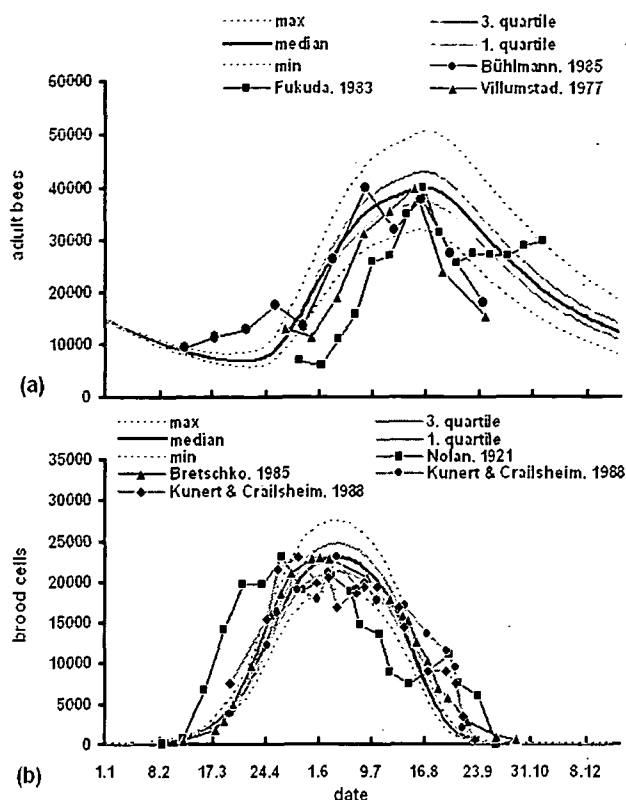 max
3. quartile
median
1. quartile
min
Bühlmann, 1985
Fukuda, 1983
Villumstad, 1977
60000
50000
40000
30000
20000
10000
0
adult bees
(a)
max
3. quartile
median
1. quartile
min
Nolan, 1921
Bretschko, 1985
Kunert & Crailsheim, 1988
Kunert & Crailsheim, 1988
35000
30000
25000
20000
15000
10000
5000
0
brood cells
(b)
1.1 8.2 17.3 24.4 1.6 9.7 16.8 23.9 31.10 8.12
date